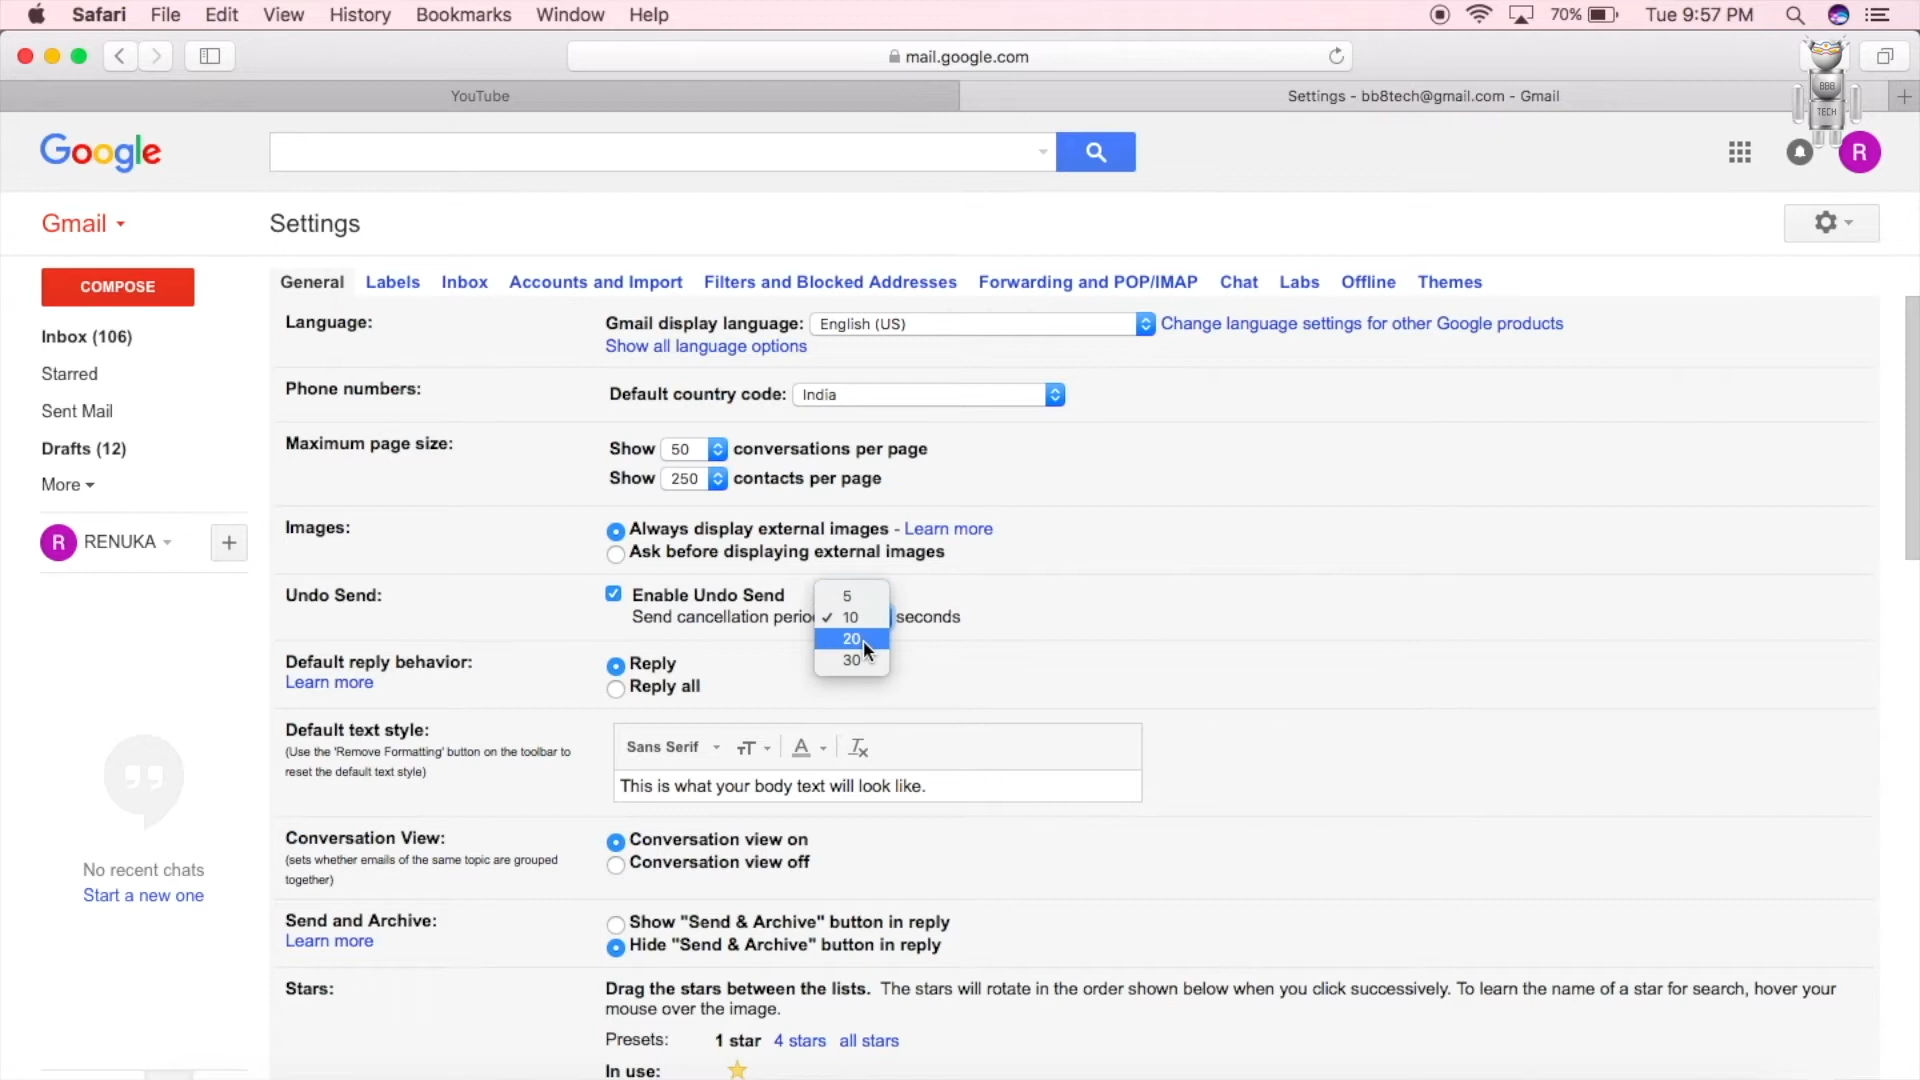 Safari File Edit View History Bookmarks Window Help 70% Tue 9:57 PM
mail.google.com
YouTube Settings - bb8tech@gmail.com - Gmail
BBB
TECH
Google R
Gmail Settings
COMPOSE General Labels Inbox Accounts and Import Filters and Blocked Addresses Forwarding and POP/IMAP Chat Labs Offline Themes
Inbox (106)
Starred
Sent Mail
Drafts (12)
More
R RENUKA +
No recent chats
Start a new one
Language: Gmail display language: English (US) Change language settings for other Google products
Show all language options
Phone numbers: Default country code: India
Maximum page size: Show 50 conversations per page
Show 250 contacts per page
Images: Always display external images - Learn more
Ask before displaying external images
Undo Send: Enable Undo Send 5
Send cancellation perio ✓ 10 seconds
20
30
Default reply behavior: Reply
Learn more Reply all
Default text style: Sans Serif
(Use the 'Remove Formatting' button on the toolbar to
reset the default text style)
This is what your body text will look like.
Conversation View: Conversation view on
(sets whether emails of the same topic are grouped Conversation view off
together)
Send and Archive: Show "Send & Archive" button in reply
Learn more Hide "Send & Archive" button in reply
Stars: Drag the stars between the lists. The stars will rotate in the order shown below when you click successively. To learn the name of a star for search, hover your
mouse over the image.
Presets: 1 star 4 stars all stars
In use: